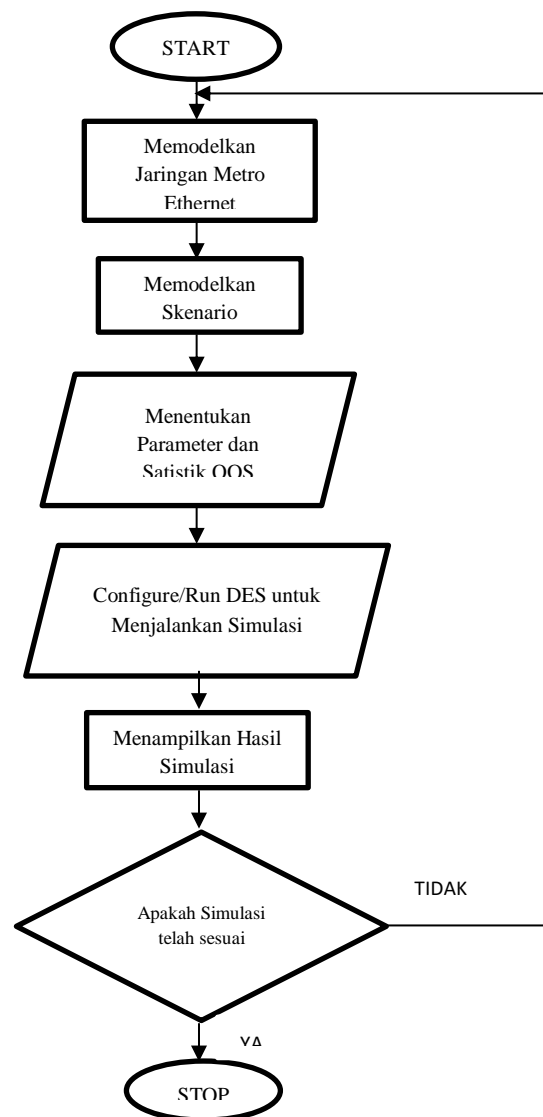 START
Memodelkan
Jaringan Metro
Ethernet
Memodelkan
Skenario
Menentukan
Parameter dan
Satistik QOS
Configure/Run DES untuk
Menjalankan Simulasi
Menampilkan Hasil
Simulasi
Apakah Simulasi
telah sesuai
TIDAK
YA
STOP